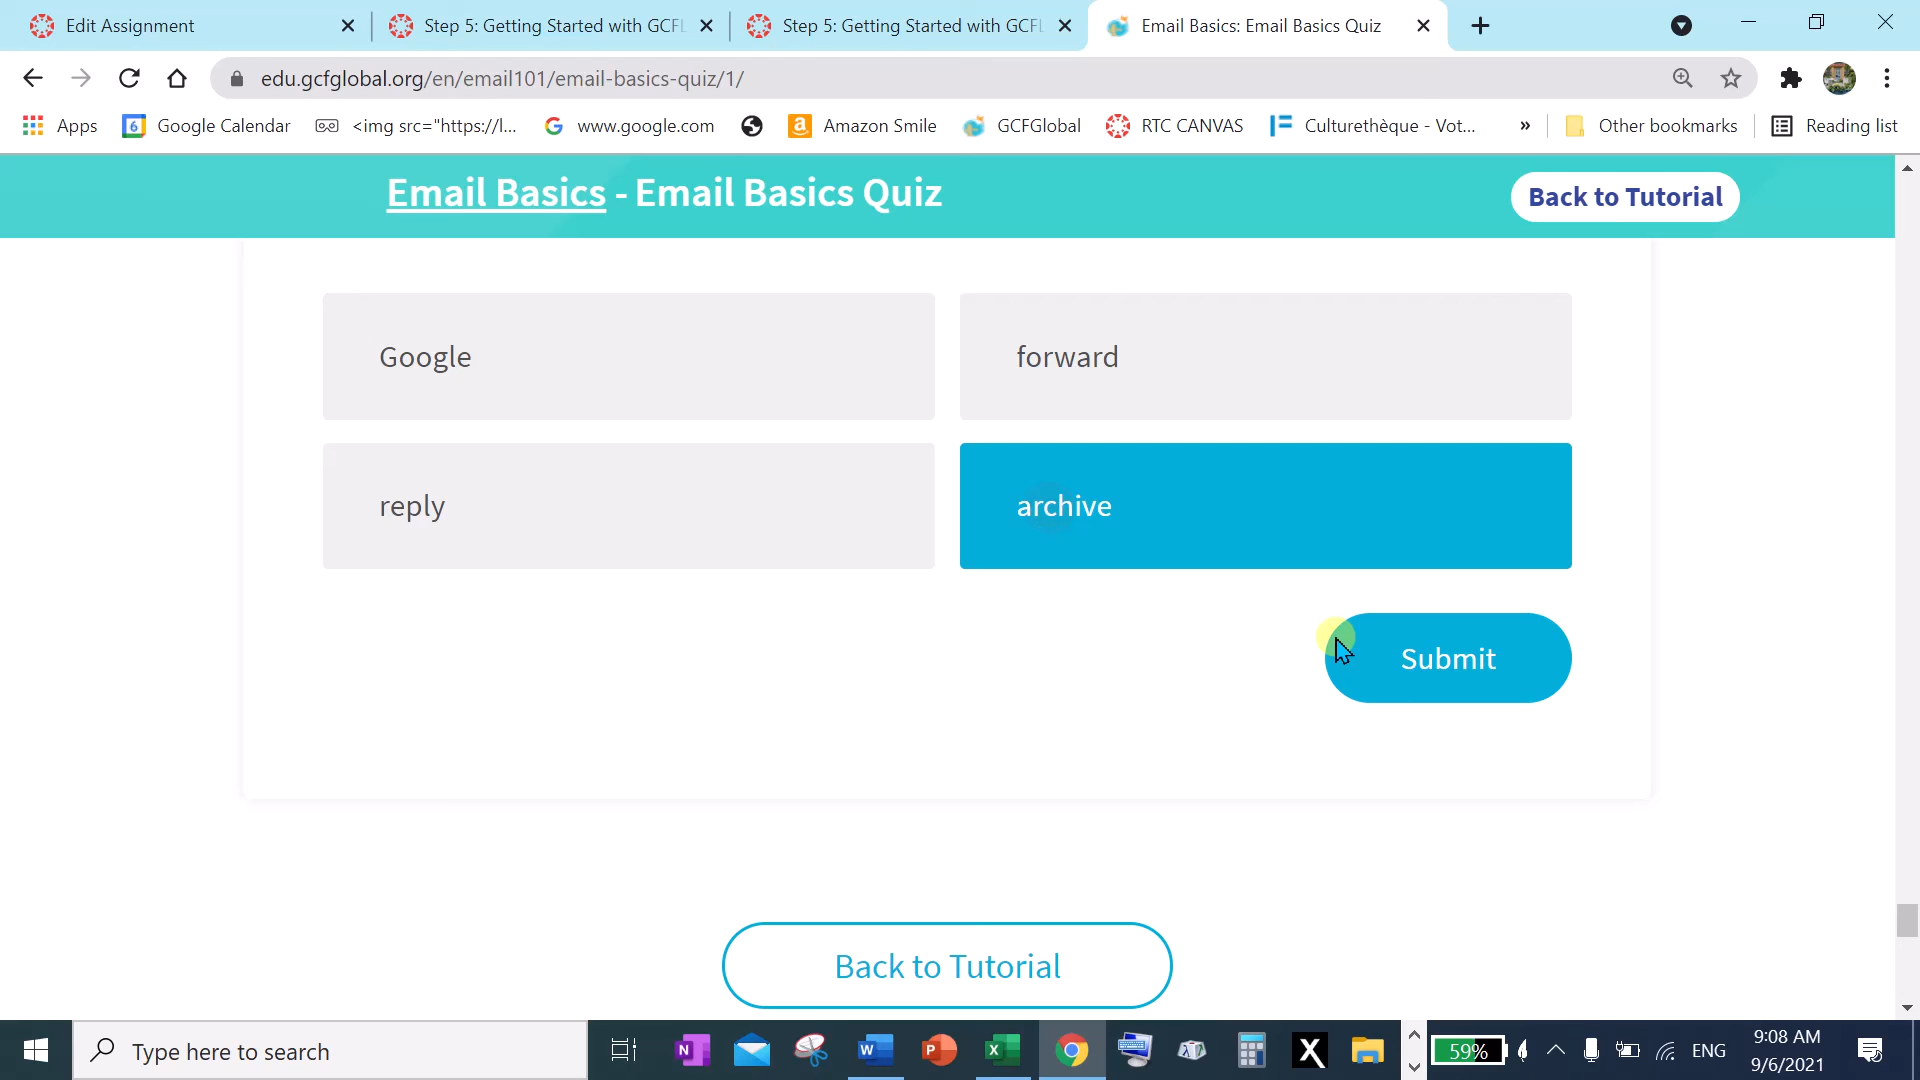 Edit Assignment
Step 5: Getting Started with GCFL
Step 5: Getting Started with GCFL
Email Basics: Email Basics Quiz
edu.gcfglobal.org/en/email101/email-basics-quiz/1/
Apps
6
Google Calendar
<img src="https://l...
www.google.com
Amazon Smile
GCFGlobal
RTC CANVAS
Culturethèque - Vot...
»
Other bookmarks
Reading list
Email Basics - Email Basics Quiz
Back to Tutorial
Google
forward
reply
archive
Submit
Back to Tutorial
Type here to search
59%
ENG
9:08 AM
9/6/2021